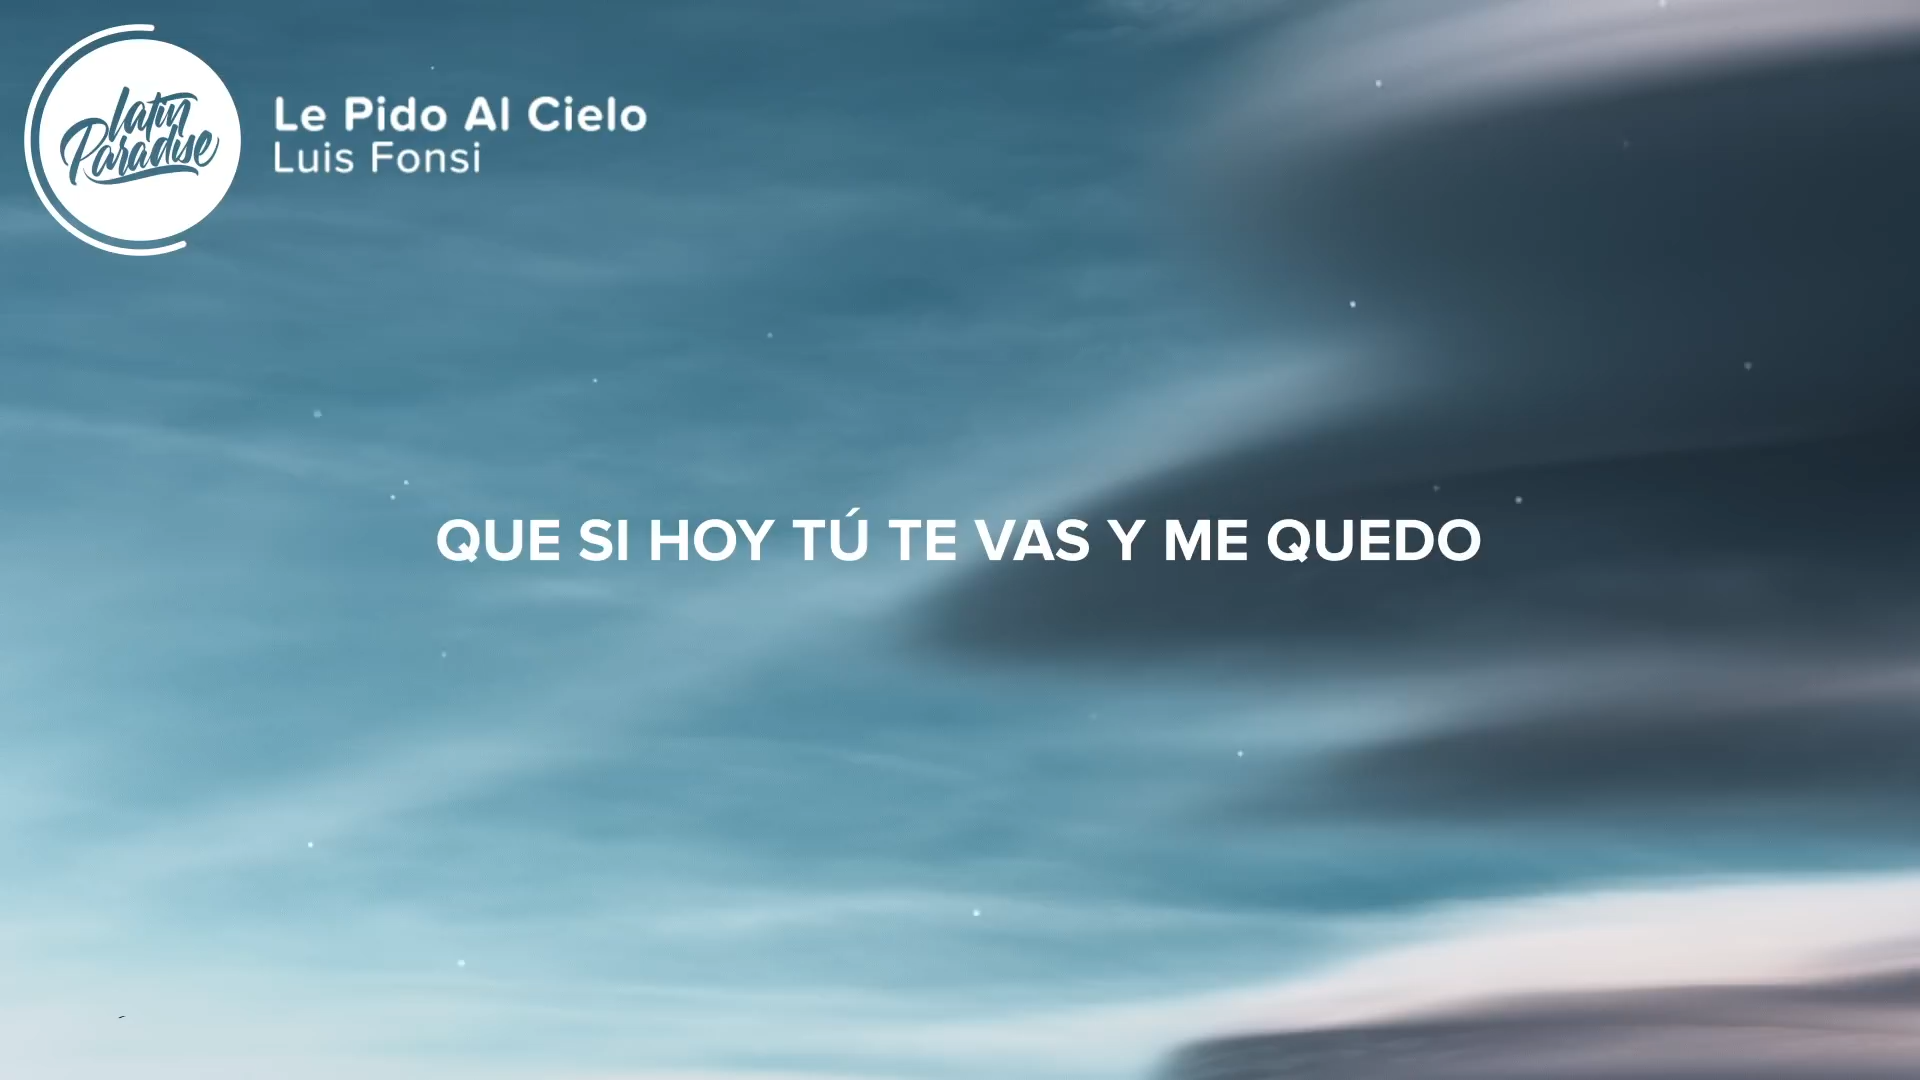 latin
Paradise
Le Pido Al Cielo
Luis Fonsi
QUE SI HOY TÚ TE VAS Y ME QUEDO